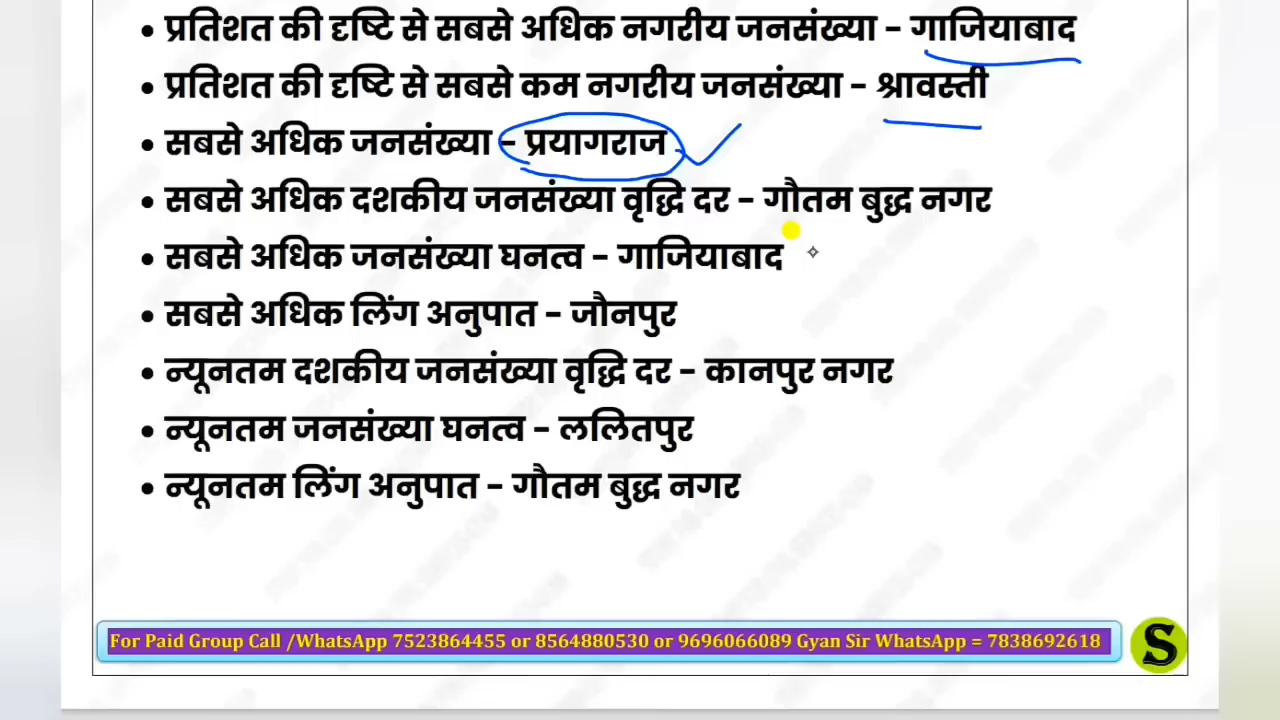 • प्रतिशत की दृष्टि से सबसे अधिक नगरीय जनसंख्या - गाजियाबाद
• प्रतिशत की दृष्टि से सबसे कम नगरीय जनसंख्या - श्रावस्ती
• सबसे अधिक जनसंख्या - प्रयागराज
• सबसे अधिक दशकीय जनसंख्या वृद्धि दर - गौतम बुद्ध नगर
• सबसे अधिक जनसंख्या घनत्व - गाजियाबाद
• सबसे अधिक लिंग अनुपात - जौनपुर
• न्यूनतम दशकीय जनसंख्या वृद्धि दर - कानपुर नगर
• न्यूनतम जनसंख्या घनत्व - ललितपुर
• न्यूनतम लिंग अनुपात - गौतम बुद्ध नगर
For Paid Group Call /WhatsApp 7523864455 or 8564880530 or 9696066089 Gyan Sir WhatsApp = 7838692618
S